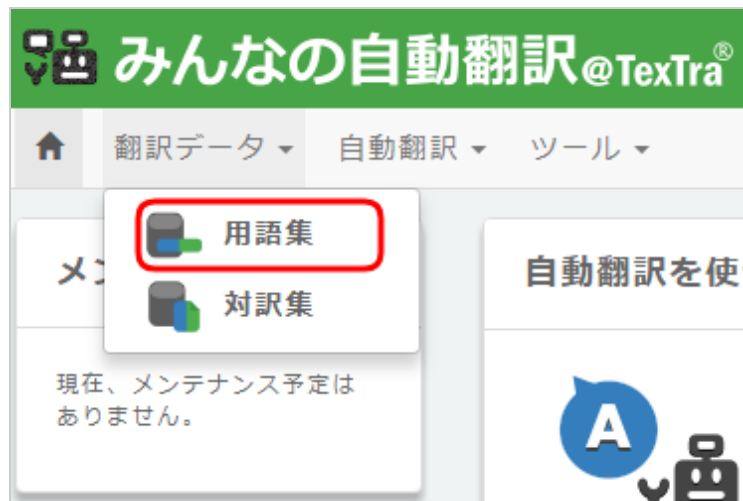 みんなの自動翻訳@TexTra®
翻訳データ 自動翻訳 ツール
用語集
対訳集
メン
自動翻訳を使
現在、メンテナンス予定は
ありません。
A